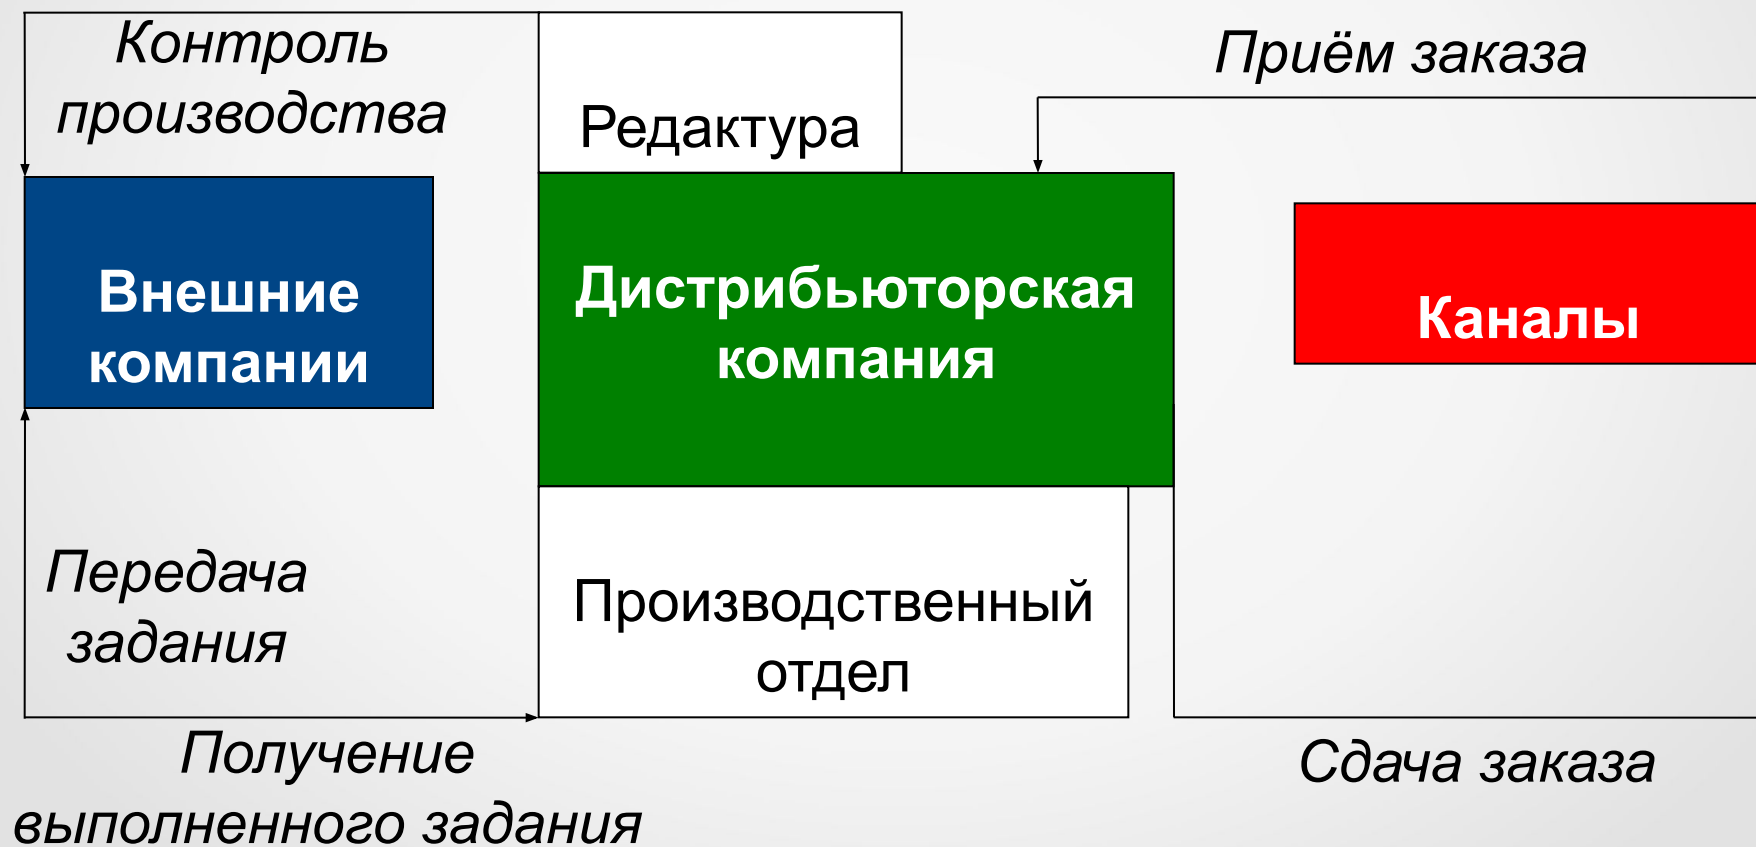 Контроль
производства
Редактура
Приём заказа
Внешние
компании
Дистрибьюторская
компания
Каналы
Передача
задания
Производственный
отдел
Получение
выполненного задания
Сдача заказа